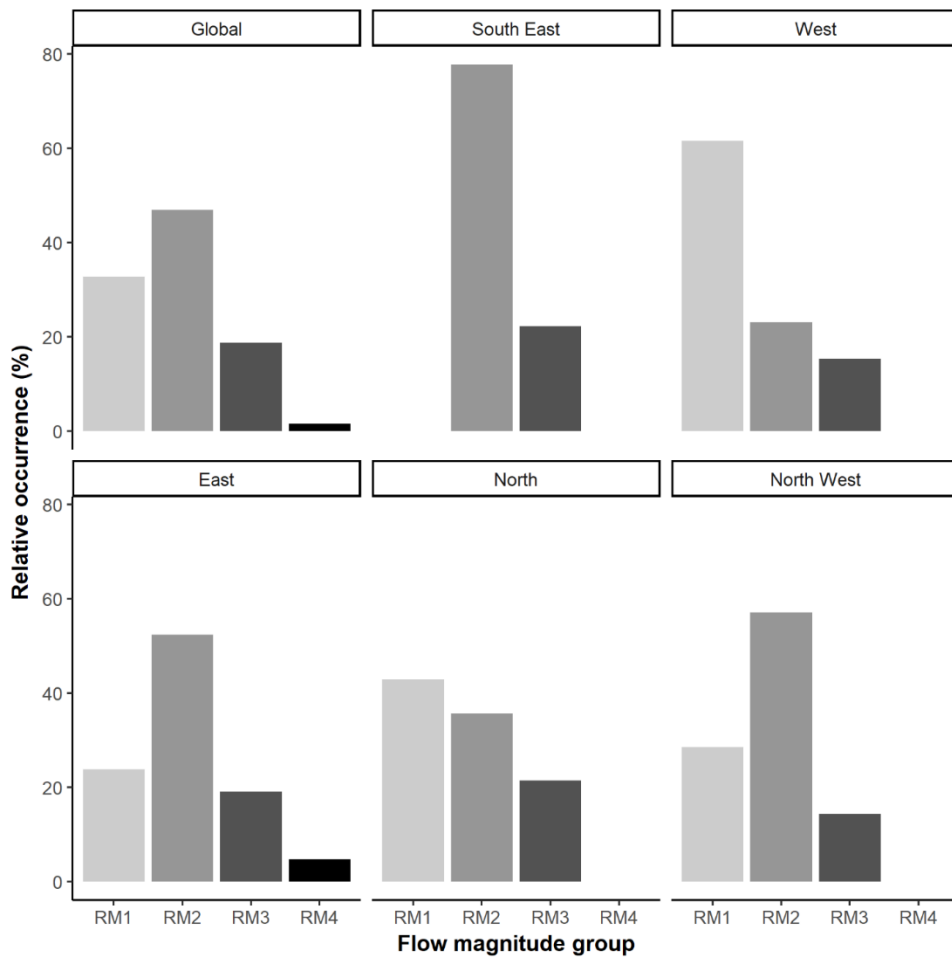 Global
South East
West
80
60
40
20
0
East
North
North West
80
60
40
20
0
RM1 RM2 RM3 RM4
RM1 RM2 RM3 RM4
RM1 RM2 RM3 RM4
Relative occurrence (%)
Flow magnitude group